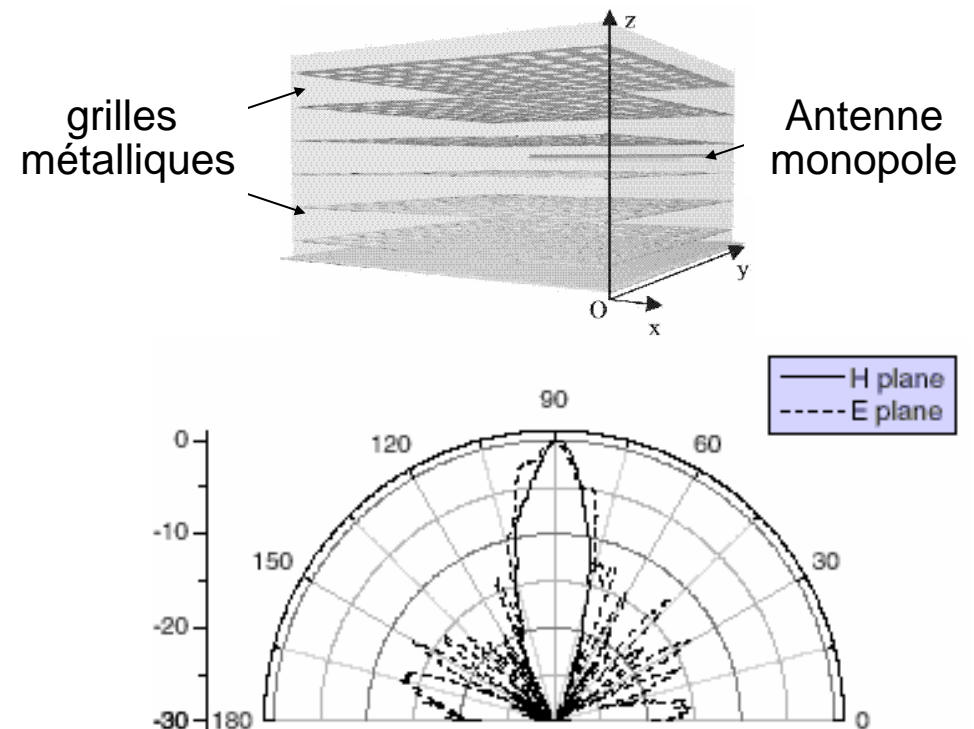 z
grilles
métalliques
Antenne
monopole
y
O
x
H plane
E plane
90
0
120
60
-10
150
30
-20
-30
180
0